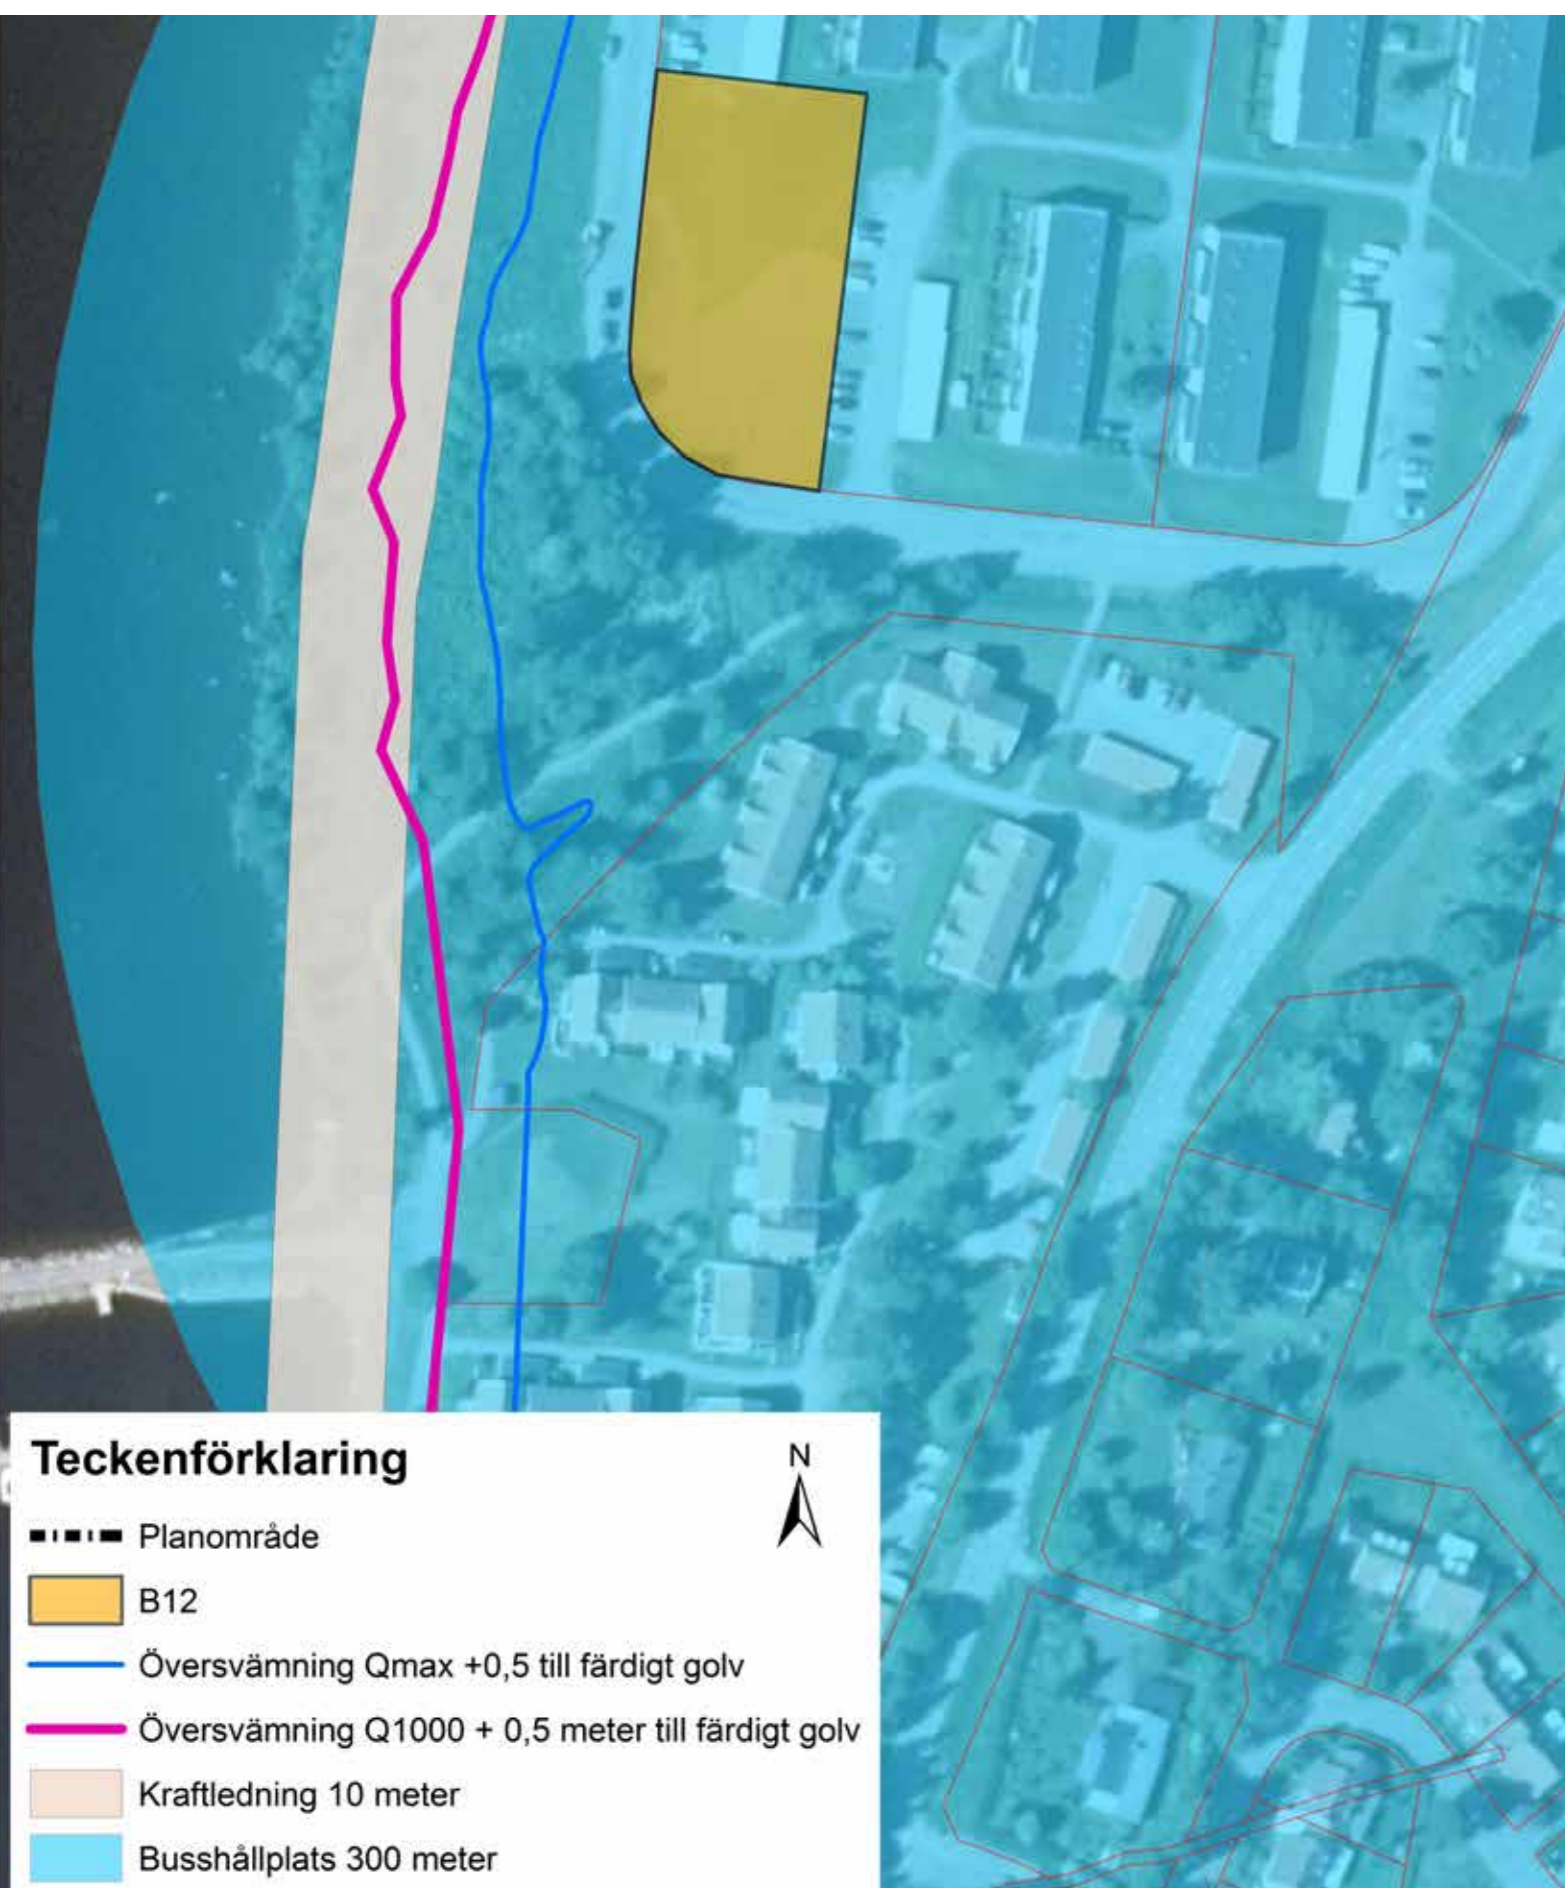 Teckenförklaring
N
Planområde
B12
Översvämning Qmax +0,5 till färdigt golv
Översvämning Q1000 + 0,5 meter till färdigt golv
Kraftledning 10 meter
Busshållplats 300 meter